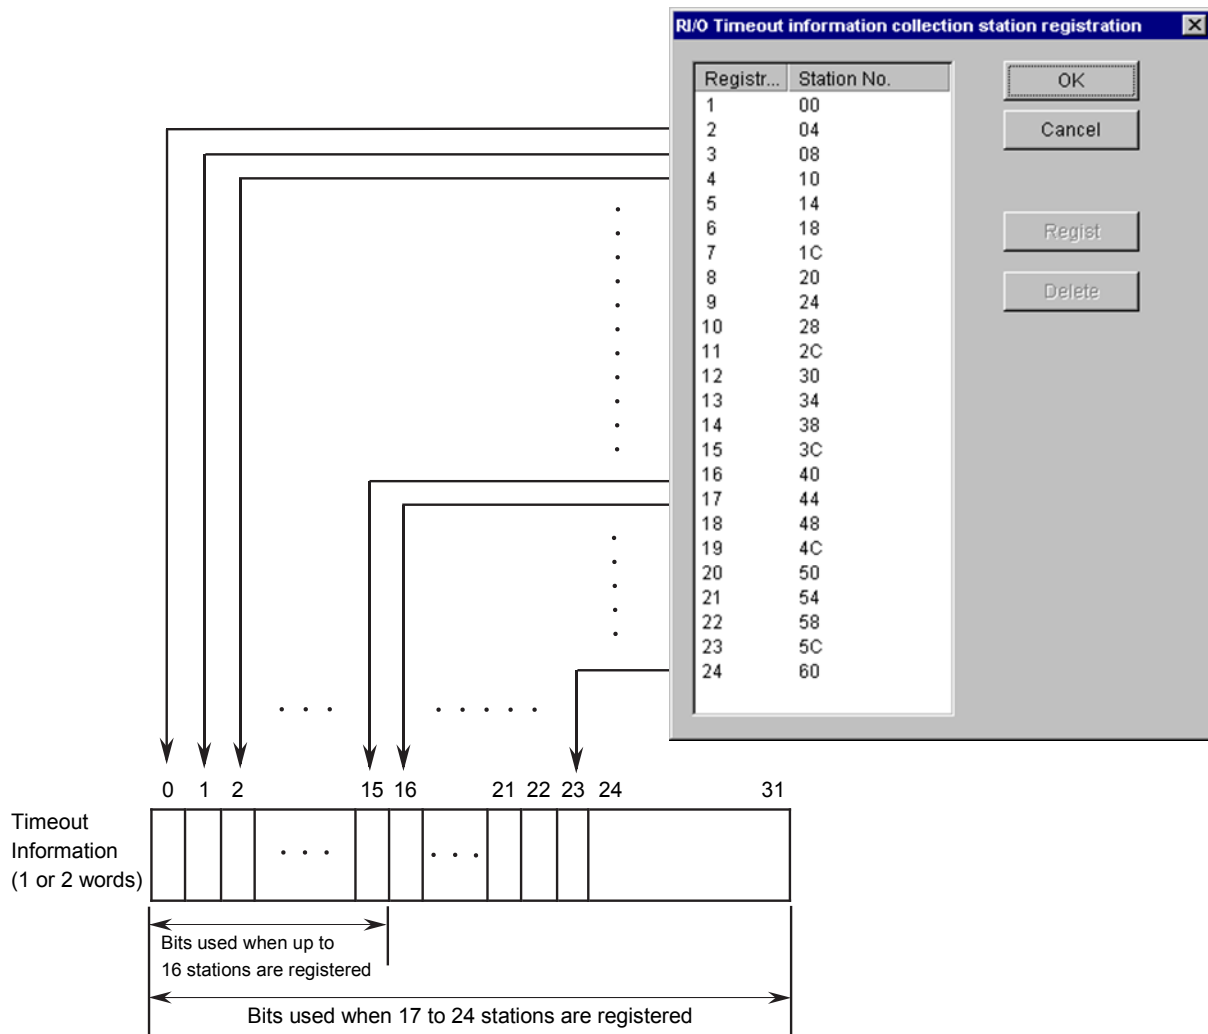 RI/O Timeout information collection station registration
Registr... Station No.
1 00
2 04
3 08
4 10
5 14
6 18
7 1C
8 20
9 24
10 28
11 2C
12 30
13 34
14 38
15 3C
16 40
17 44
18 48
19 4C
20 50
21 54
22 58
23 5C
24 60
OK
Cancel
Regist
Delete
0 1 2 15 16 21 22 23 24 31
Timeout
Information
(1 or 2 words)
Bits used when up to
16 stations are registered
Bits used when 17 to 24 stations are registered